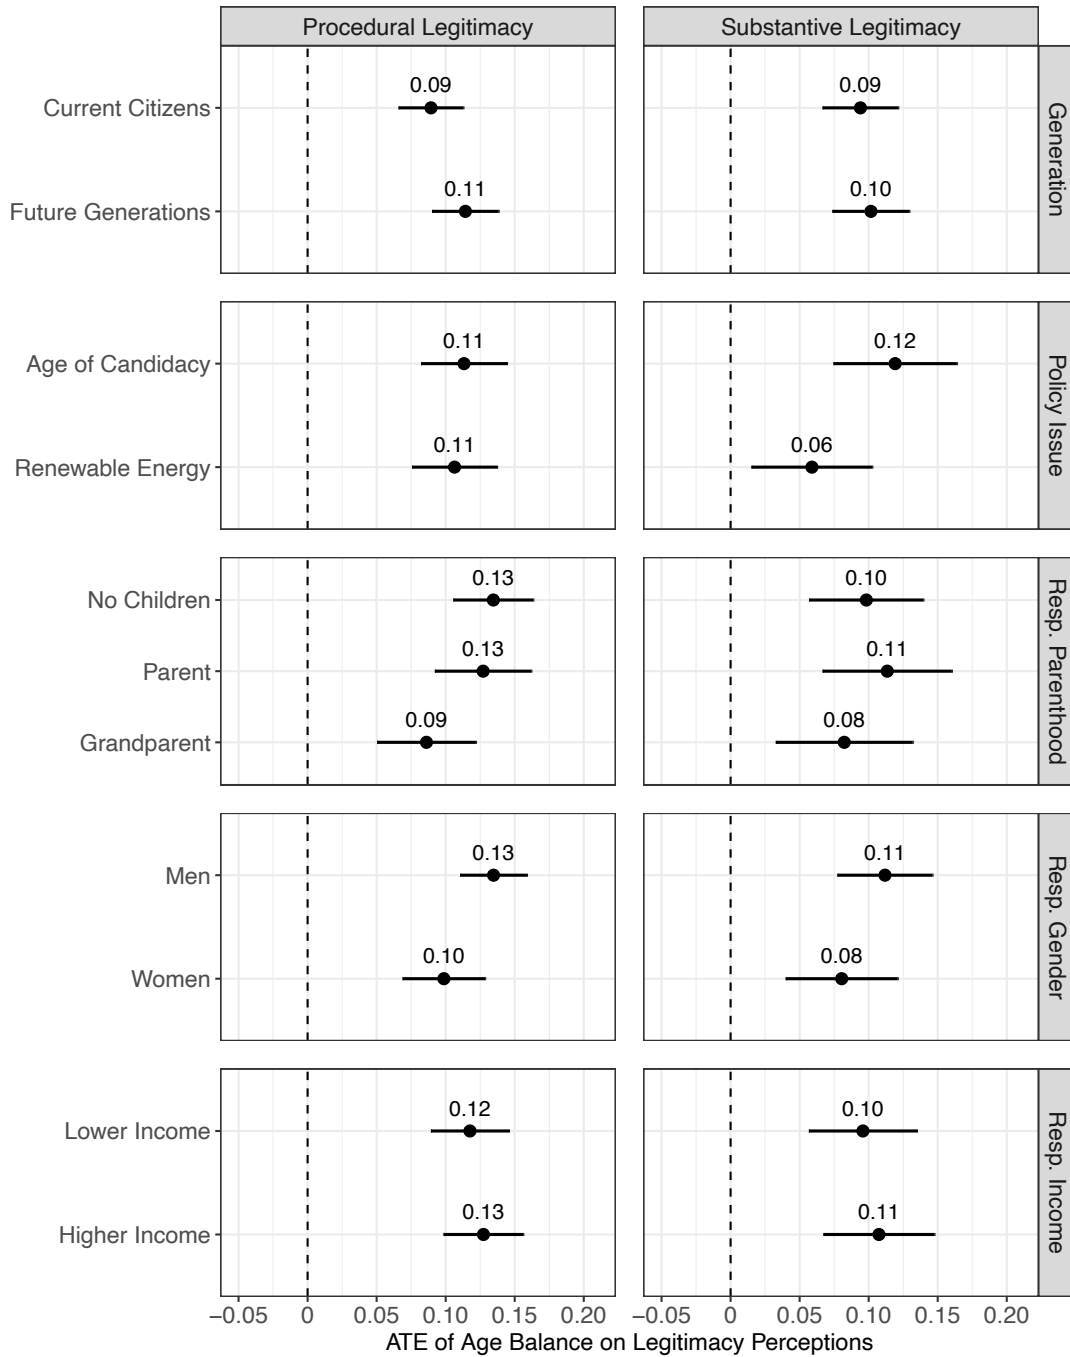 Procedural Legitimacy
Substantive Legitimacy
Generation
Current Citizens
0.09
0.09
Future Generations
0.11
0.10
Policy Issue
Age of Candidacy
0.11
0.12
Renewable Energy
0.11
0.06
Resp. Parenthood
No Children
0.13
0.10
Parent
0.13
0.11
Grandparent
0.09
0.08
Resp. Gender
Men
0.13
0.11
Women
0.10
0.08
Resp. Income
Lower Income
0.12
0.10
Higher Income
0.13
0.11
−0.05 0 0.05 0.10 0.15 0.20
−0.05 0 0.05 0.10 0.15 0.20
ATE of Age Balance on Legitimacy Perceptions